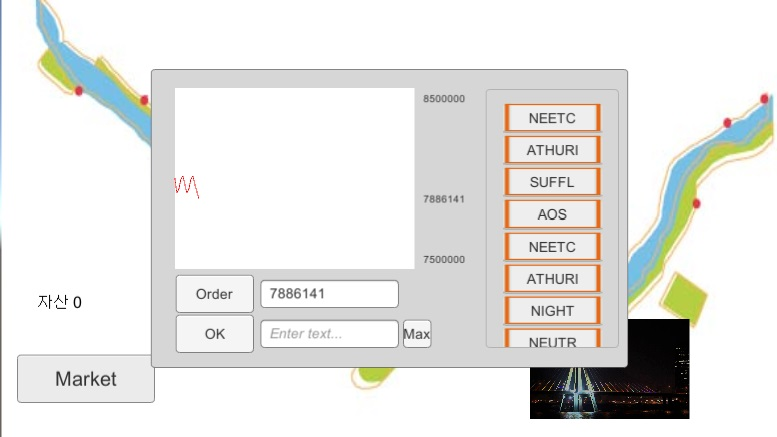 8500000
7886141
7500000
NEETC
ATHURI
SUFFL
AOS
NEETC
ATHURI
NIGHT
NEUTR
Order
7886141
OK
Enter text...
Max
자산 0
Market